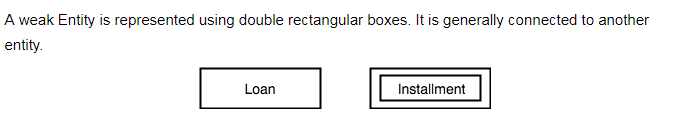 A weak Entity is represented using double rectangular boxes. It is generally connected to another
entity.
Loan
Installment